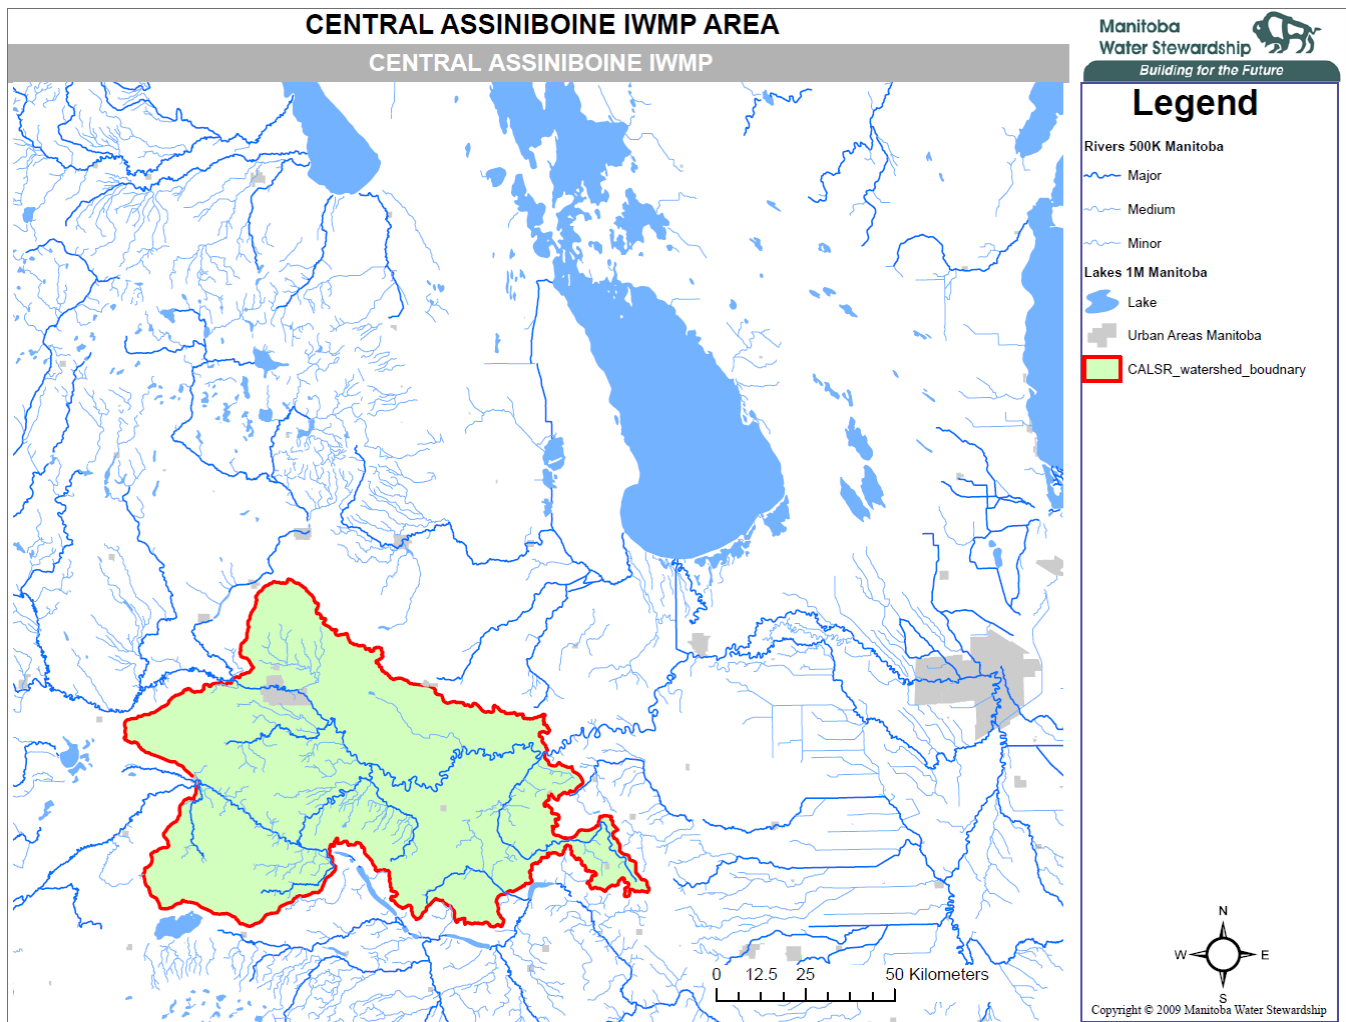 CENTRAL ASSINIBOINE IWMP AREA
CENTRAL ASSINIBOINE IWMP
Manitoba
Water Stewardship
Building for the Future
Legend
Rivers 500K Manitoba
Major
Medium
Minor
Lakes 1M Manitoba
Lake
Urban Areas Manitoba
CALSR_watershed_boudnary
N
W E
S
0 12.5 25 50 Kilometers
Copyright © 2009 Manitoba Water Stewardship